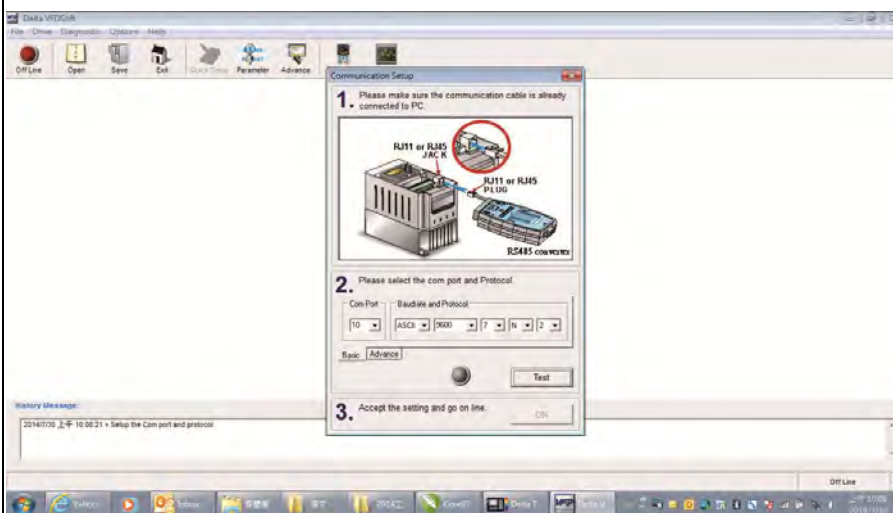 Delta VFDSoft
File Drive Diagnostic Options Help
Off Line Open Save Exit Quick Setup Parameter Advance
Communication Setup
1. Please make sure the communication cable is already
connected to PC.
RJ11 or RJ45
JACK
RJ11 or RJ45
PLUG
RS485 converter
2. Please select the com port and Protocol.
Com Port Baudrate and Protocol
10 ASCII 9600 7 N 2
Basic Advance
Test
3. Accept the setting and go on line.
History Message:
2014/7/30 上午 10:08:21 » Setup the Com port and protocol
Off Line
Inbox